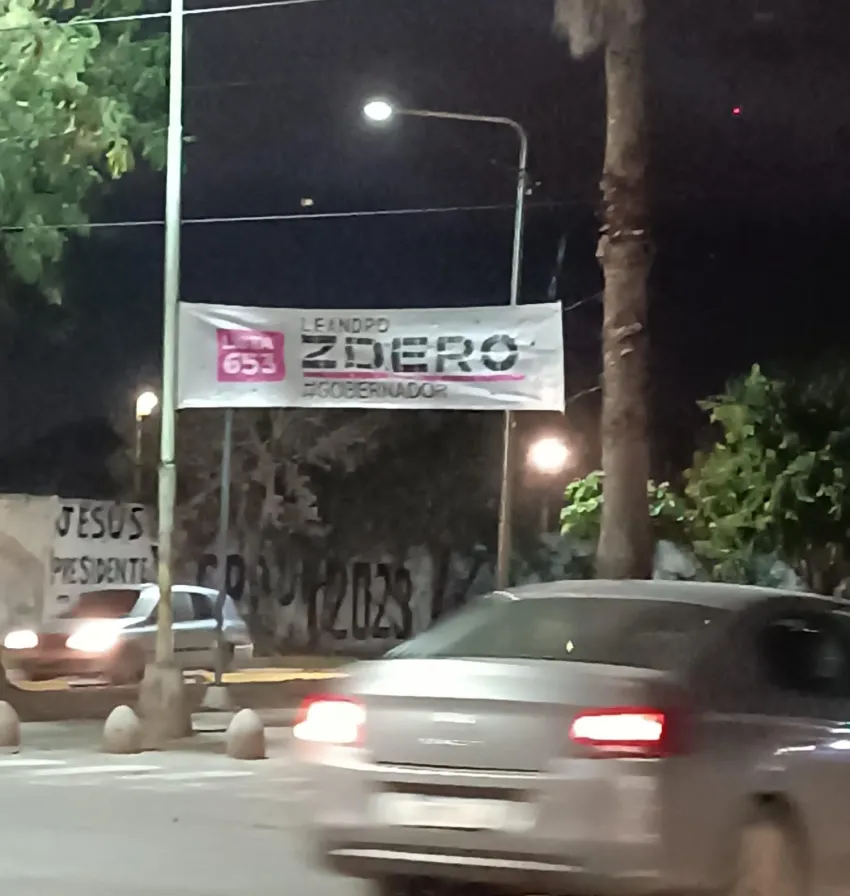 LISTA
653
LEANDRO
ZDERO
#GOBERNADOR
JESUS
PRESIDENTE
2023